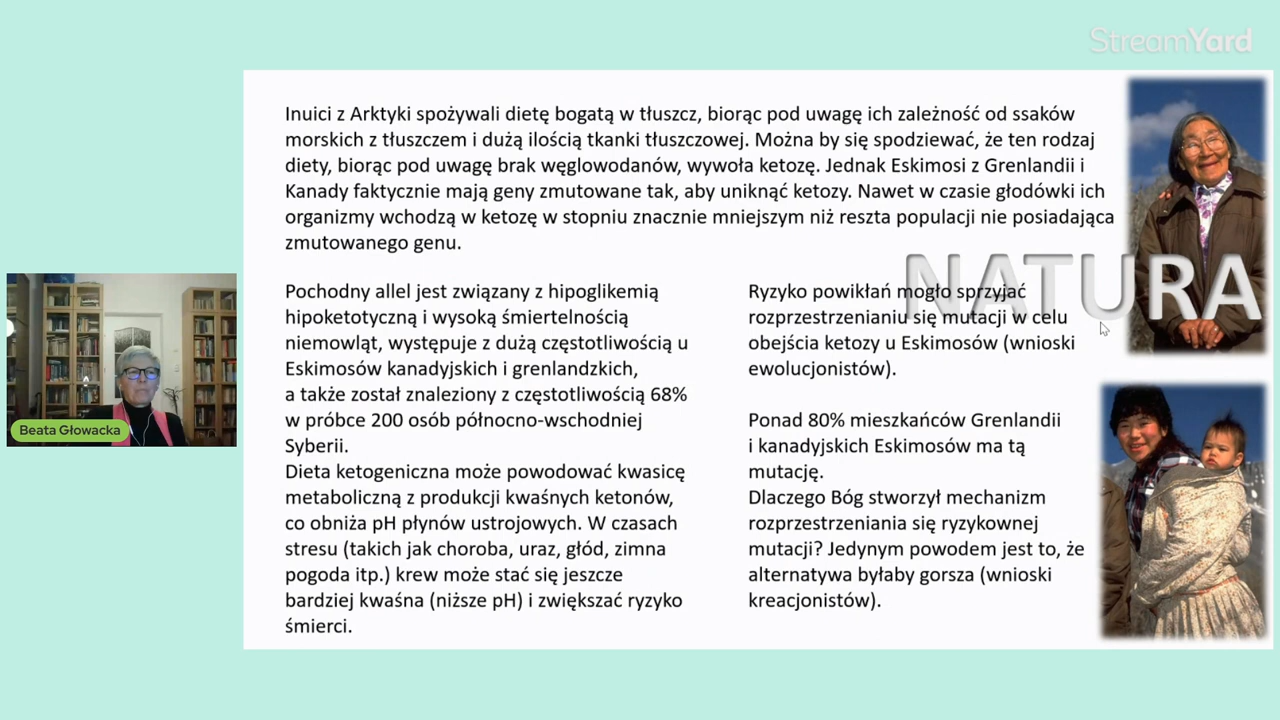 StreamYard
Inuici z Arktyki spożywali dietę bogatą w tłuszcz, biorąc pod uwagę ich zależność od ssaków
morskich z tłuszczem i dużą ilością tkanki tłuszczowej. Można by się spodziewać, że ten rodzaj
diety, biorąc pod uwagę brak węglowodanów, wywoła ketozę. Jednak Eskimosi z Grenlandii i
Kanady faktycznie mają geny zmutowane tak, aby uniknąć ketozy. Nawet w czasie głodówki ich
organizmy wchodzą w ketozę w stopniu znacznie mniejszym niż reszta populacji nie posiadająca
zmutowanego genu.
NATURA
Pochodny allel jest związany z hipoglikemią
hipoketotyczną i wysoką śmiertelnością
niemowląt, występuje z dużą częstotliwością u
Eskimosów kanadyjskich i grenlandzkich,
a także został znaleziony z częstotliwością 68%
w próbce 200 osób północno-wschodniej
Syberii.
Dieta ketogeniczna może powodować kwasicę
metaboliczną z produkcji kwaśnych ketonów,
co obniża pH płynów ustrojowych. W czasach
stresu (takich jak choroba, uraz, głód, zimna
pogoda itp.) krew może stać się jeszcze
bardziej kwaśna (niższe pH) i zwiększać ryzyko
śmierci.
Ryzyko powikłań mogło sprzyjać
rozprzestrzenianiu się mutacji w celu
obejścia ketozy u Eskimosów (wnioski
ewolucjonistów).
Ponad 80% mieszkańców Grenlandii
i kanadyjskich Eskimosów ma tą
mutację.
Dlaczego Bóg stworzył mechanizm
rozprzestrzeniania się ryzykownej
mutacji? Jedynym powodem jest to, że
alternatywa byłaby gorsza (wnioski
kreacjonistów).
Beata Głowacka